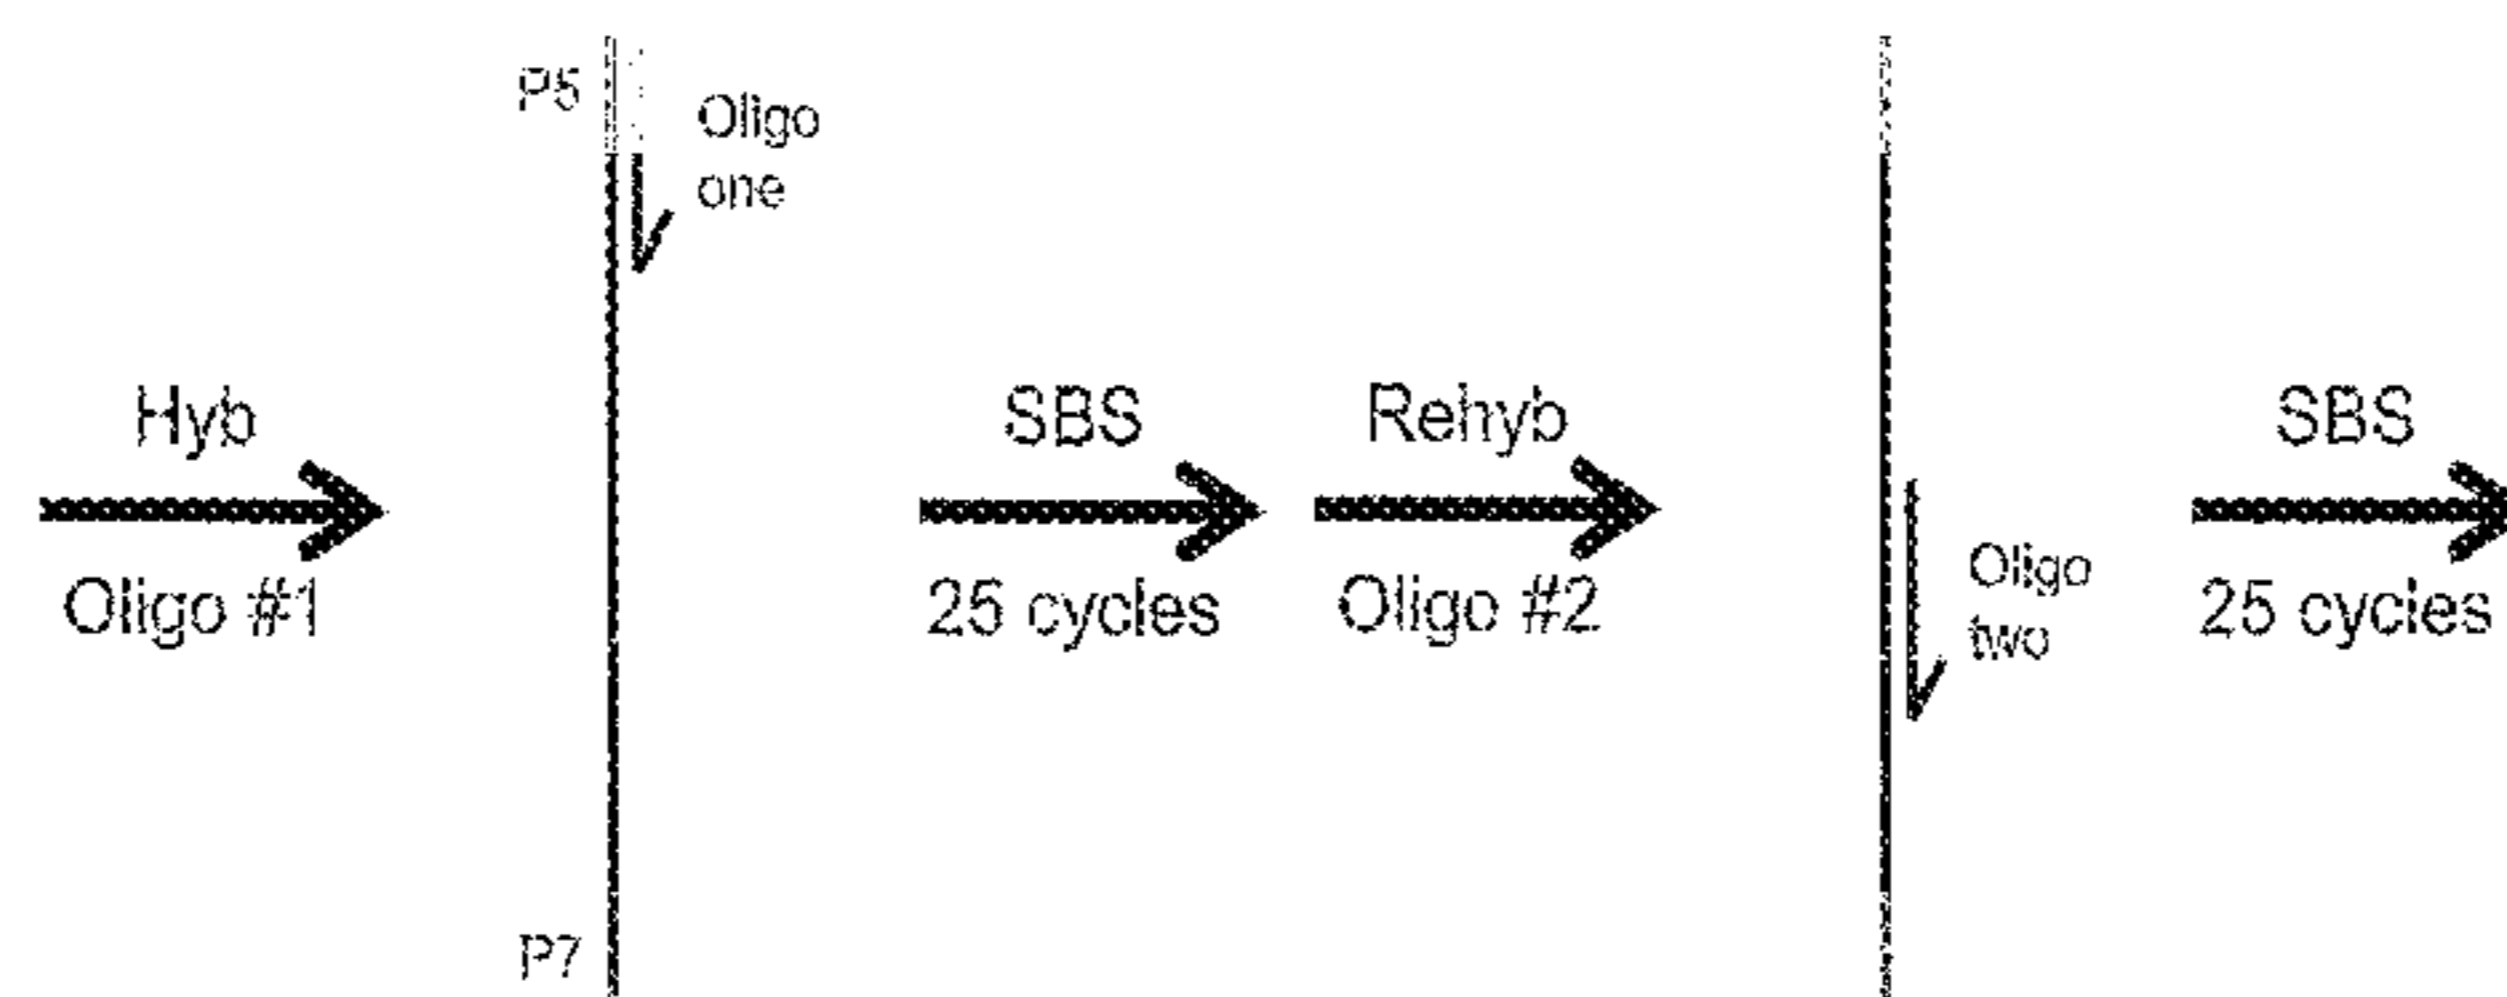 P5
Oligo
one
Hyb
Oligo #1
SBS
25 cycles
Rehyb
Oligo #2
Oligo
two
SBS
25 cycles
P7